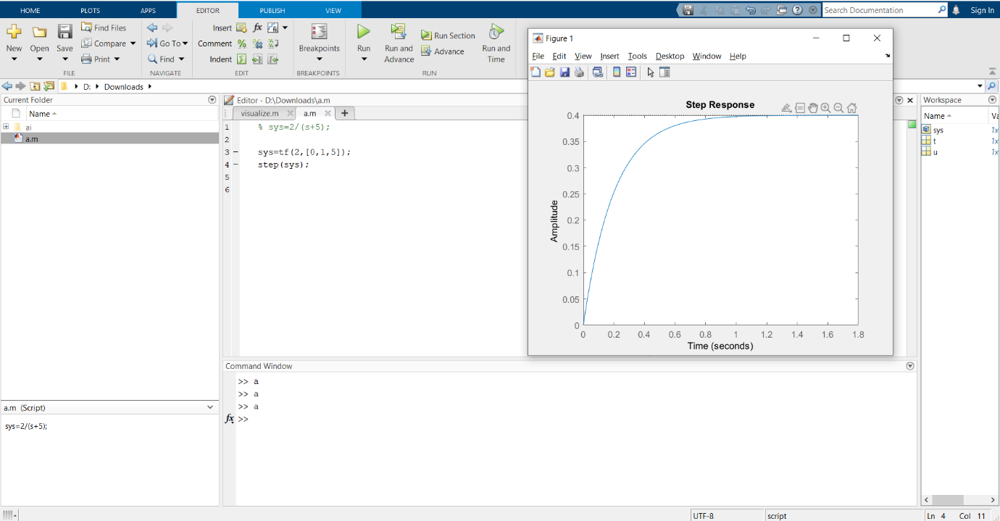 HOME PLOTS APPS EDITOR PUBLISH VIEW Search Documentation Sign In
New Open Save Find Files Compare Print
FILE
Go To Find
NAVIGATE
Insert fx
Comment %
Indent
EDIT
Breakpoints
BREAKPOINTS
Run Run and Advance Run Section Advance Run and Time
RUN
D: Downloads
Current Folder
Name
ai
a.m
a.m (Script)
sys=2/(s+5);
Editor - D:\Downloads\a.m
visualize.m a.m +
1 % sys=2/(s+5);
2
3 – sys=tf(2,[0,1,5]);
4 – step(sys);
5
6
Figure 1
File Edit View Insert Tools Desktop Window Help
Step Response
0.4
0.35
0.3
0.25
0.2
0.15
0.1
0.05
0
Amplitude
0 0.2 0.4 0.6 0.8 1 1.2 1.4 1.6 1.8
Time (seconds)
Command Window
>> a
>> a
>> a
fx >>
Workspace
Name Va
sys 1x
t 1x
u 1x
UTF-8 script Ln 4 Col 11